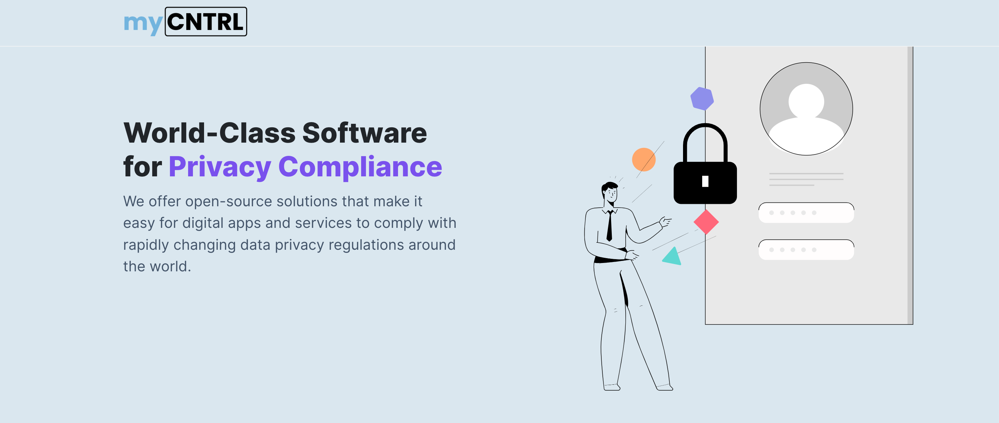 myCNTRL
World-Class Software
for Privacy Compliance
We offer open-source solutions that make it
easy for digital apps and services to comply with
rapidly changing data privacy regulations around
the world.